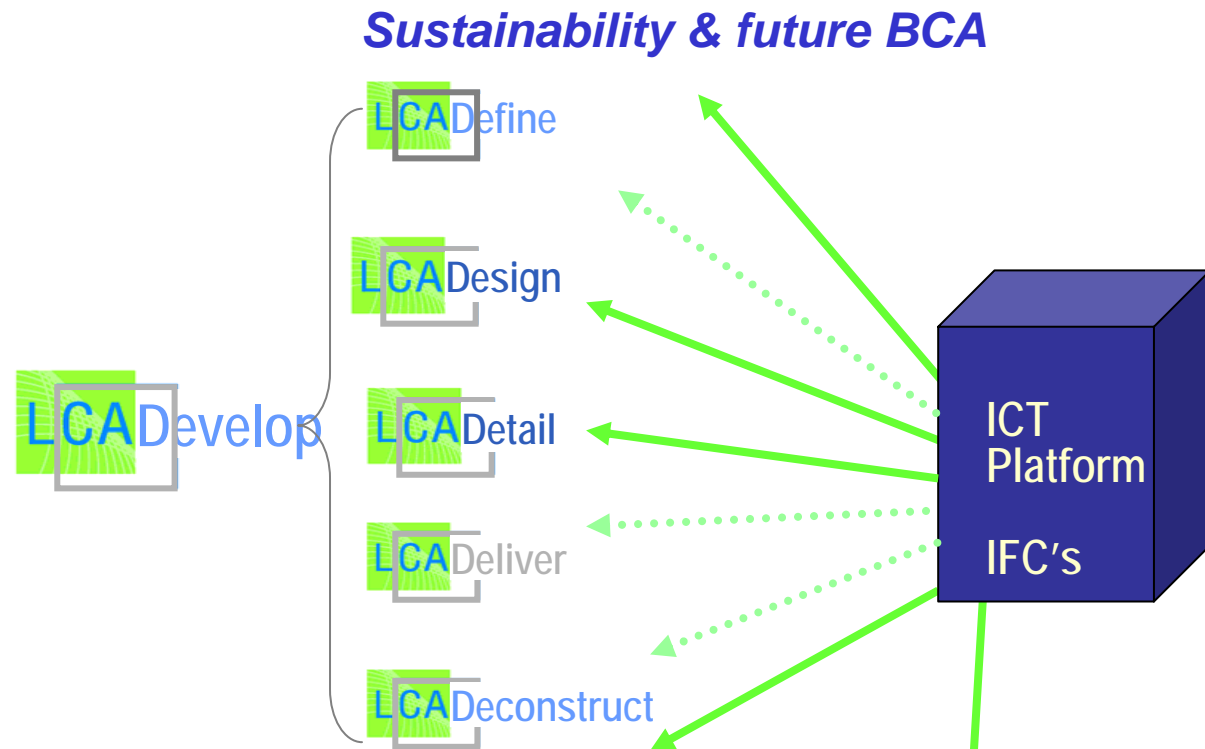 Sustainability & future BCA
LCADefine
LCADesign
LCADevelop
LCADetail
LCADeliver
LCADeconstruct
ICT
Platform
IFC's